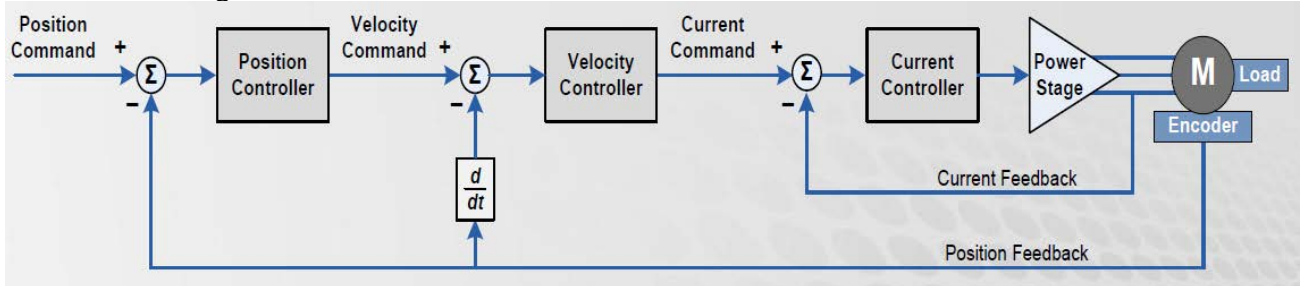 Position
Command
+
Σ
−
Position
Controller
Velocity
Command
+
Σ
−
Velocity
Controller
Current
Command
+
Σ
−
Current
Controller
Power
Stage
M
Load
Encoder
d
dt
Current Feedback
Position Feedback